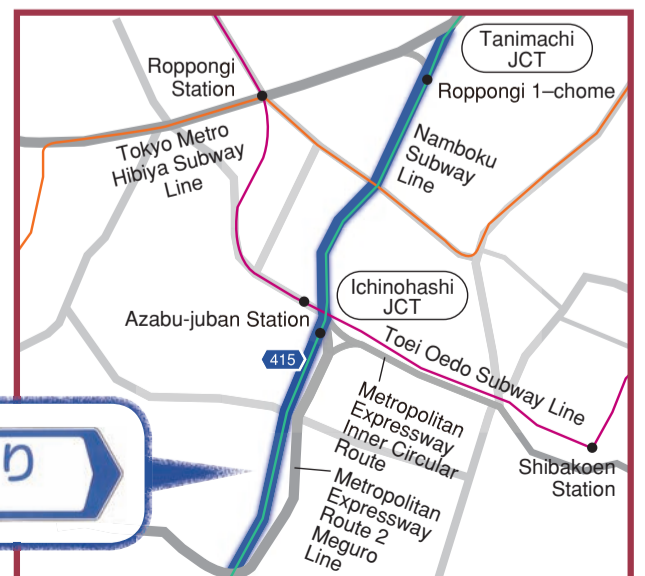 Tanimachi
JCT
Roppongi
Station
Roppongi 1–chome
Tokyo Metro
Hibiya Subway
Line
Namboku
Subway
Line
Ichinohashi
JCT
Azabu-juban Station
415
Toei Oedo Subway Line
Metropolitan
Expressway
Inner Circular
Route
り
Shibakoen
Station
Metropolitan
Expressway
Route 2
Meguro
Line